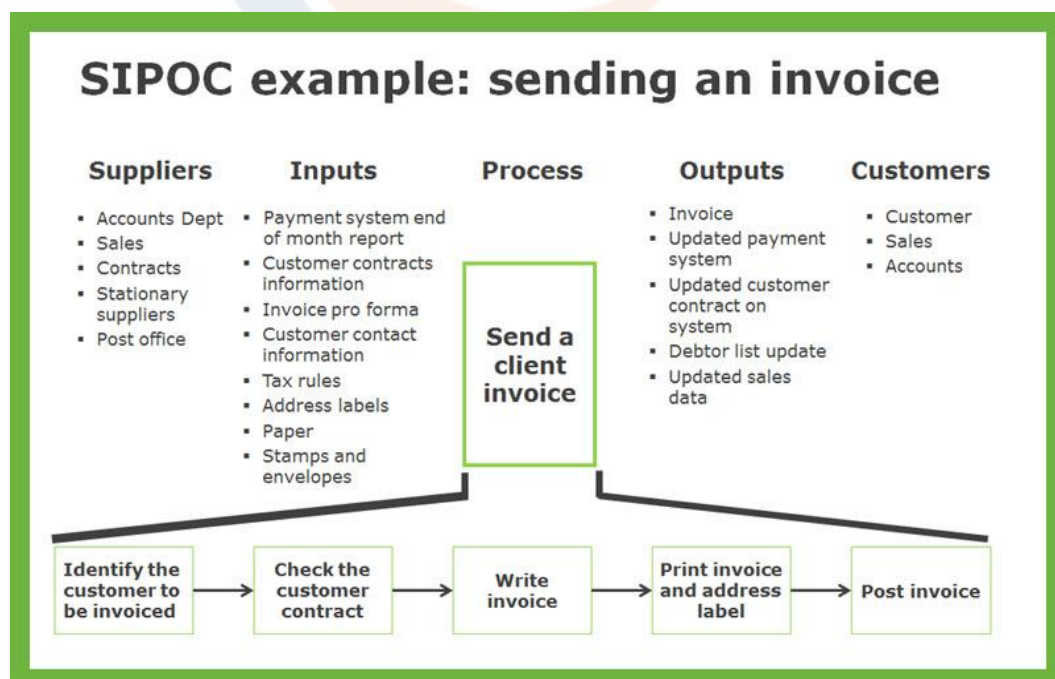 SIPOC example: sending an invoice
Suppliers
▪ Accounts Dept
▪ Sales
▪ Contracts
▪ Stationary
suppliers
▪ Post office
Inputs
▪ Payment system end
of month report
▪ Customer contracts
information
▪ Invoice pro forma
▪ Customer contact
information
▪ Tax rules
▪ Address labels
▪ Paper
▪ Stamps and
envelopes
Process
Send a
client
invoice
Outputs
▪ Invoice
▪ Updated payment
system
▪ Updated customer
contract on
system
▪ Debtor list update
▪ Updated sales
data
Customers
▪ Customer
▪ Sales
▪ Accounts
Identify the
customer to
be invoiced
Check the
customer
contract
Write
invoice
Print invoice
and address
label
Post invoice